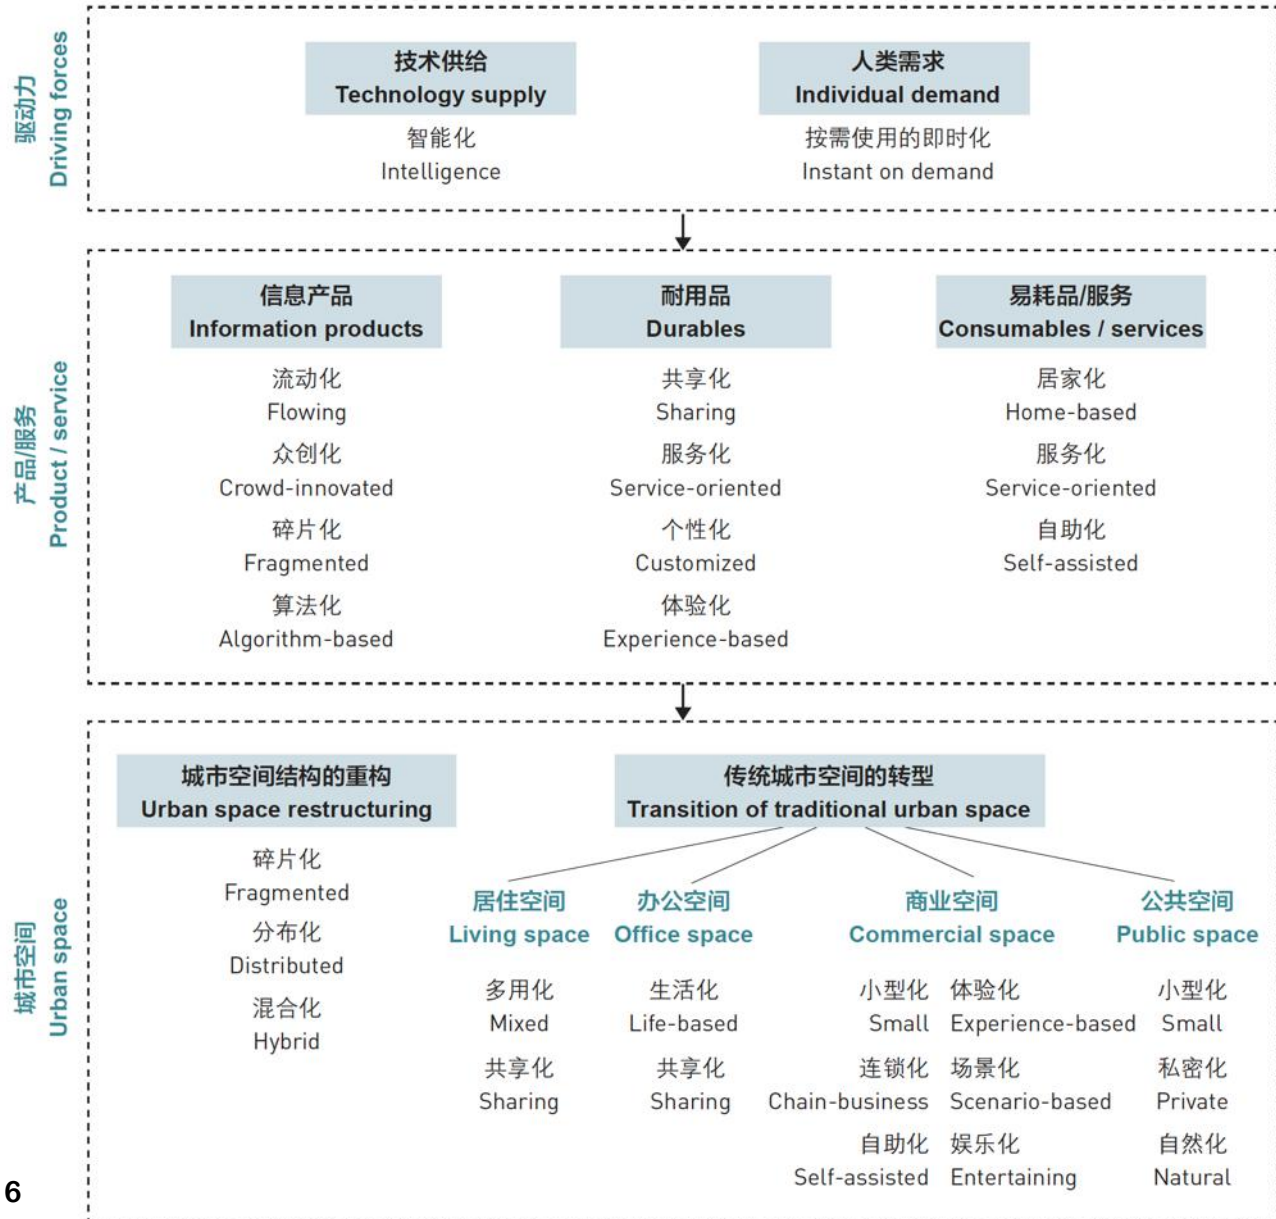 驱动力
Driving forces
技术供给
Technology supply
智能化
Intelligence
人类需求
Individual demand
按需使用的即时化
Instant on demand
产品/服务
Product / service
信息产品
Information products
流动化
Flowing
众创化
Crowd-innovated
碎片化
Fragmented
算法化
Algorithm-based
耐用品
Durables
共享化
Sharing
服务化
Service-oriented
个性化
Customized
体验化
Experience-based
易耗品/服务
Consumables / services
居家化
Home-based
服务化
Service-oriented
自助化
Self-assisted
城市空间
Urban space
城市空间结构的重构
Urban space restructuring
碎片化
Fragmented
分布化
Distributed
混合化
Hybrid
传统城市空间的转型
Transition of traditional urban space
居住空间
Living space
多用化
Mixed
共享化
Sharing
办公空间
Office space
生活化
Life-based
共享化
Sharing
商业空间
Commercial space
小型化
Small
连锁化
Chain-business
自助化
Self-assisted
体验化
Experience-based
场景化
Scenario-based
娱乐化
Entertaining
公共空间
Public space
小型化
Small
私密化
Private
自然化
Natural
6